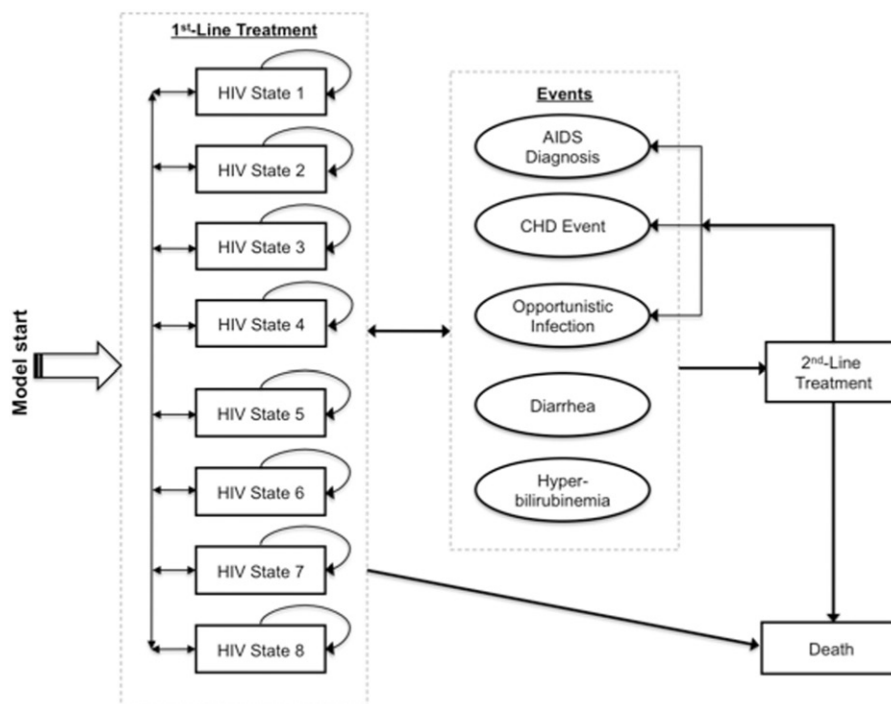 Model start
1st-Line Treatment
HIV State 1
HIV State 2
HIV State 3
HIV State 4
HIV State 5
HIV State 6
HIV State 7
HIV State 8
Events
AIDS
Diagnosis
CHD Event
Opportunistic
Infection
Diarrhea
Hyper-
bilirubinemia
2nd-Line
Treatment
Death